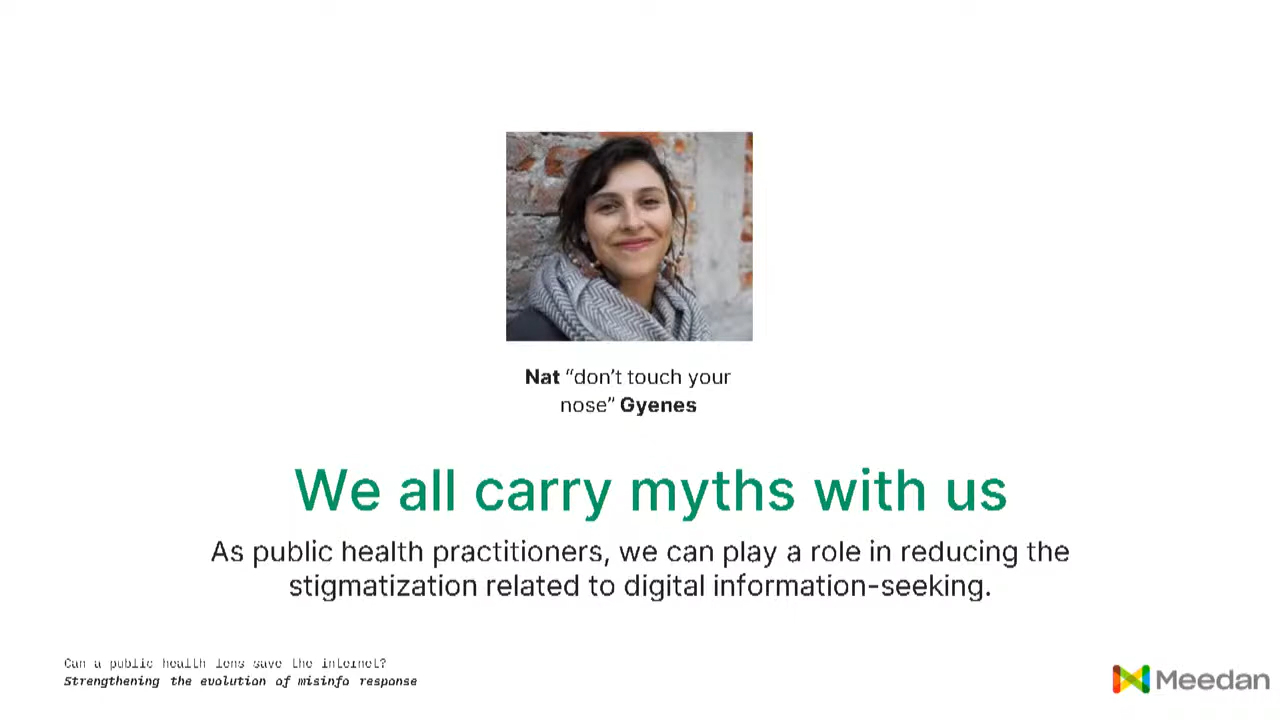 Nat “don’t touch your
nose” Gyenes
We all carry myths with us
As public health practitioners, we can play a role in reducing the
stigmatization related to digital information-seeking.
Can a public health lens save the internet?
Strengthening the evolution of misinfo response
Meedan